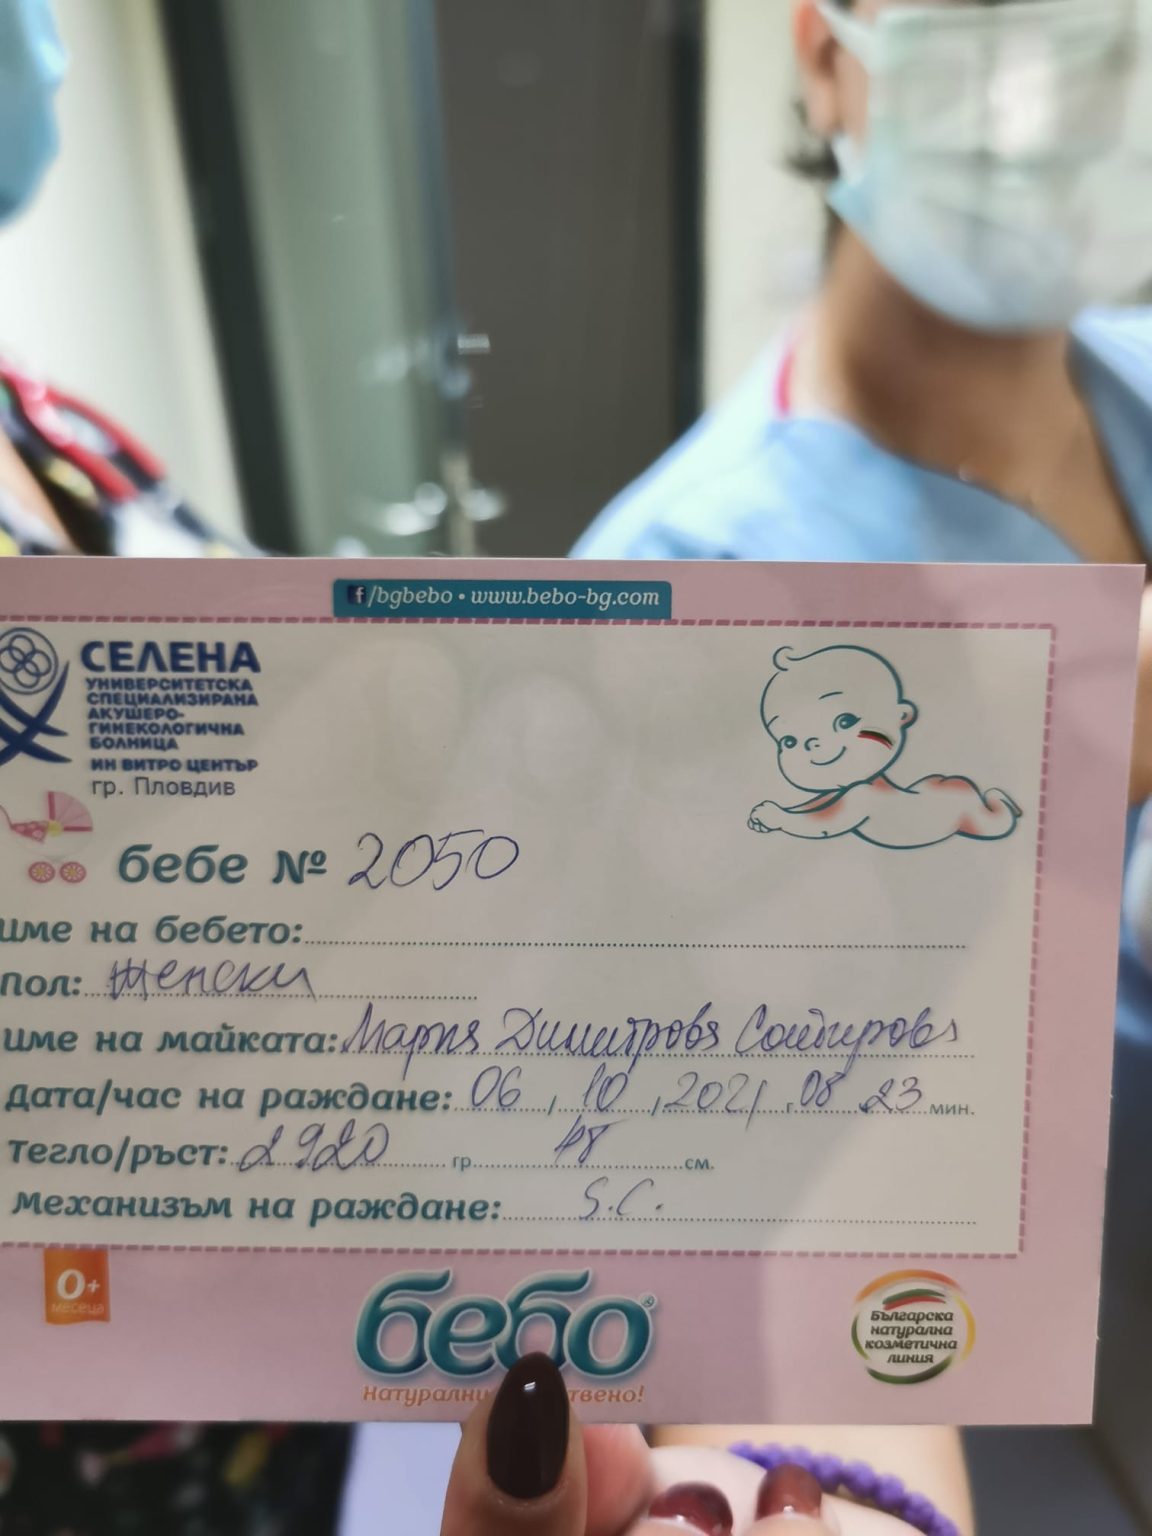 f/bgbebo • www.bebo-bg.com
СЕЛЕНА
УНИВЕРСИТЕТСКА
СПЕЦИАЛИЗИРАНА
АКУШЕРО-
ГИНЕКОЛОГИЧНА
БОЛНИЦА
ИН ВИТРО ЦЕНТЪР
гр. Пловдив
бебе № 2050
име на бебето:
пол: женски
име на майката: Мария Димитрова
дата/час на раждане: 06, 10, 2021 г. 08 23 мин.
тегло/ръст: 2920 гр. 48 см.
механизъм на раждане: S.C.
0+
месеца
бебо®
Българска
натурална
козметична
линия